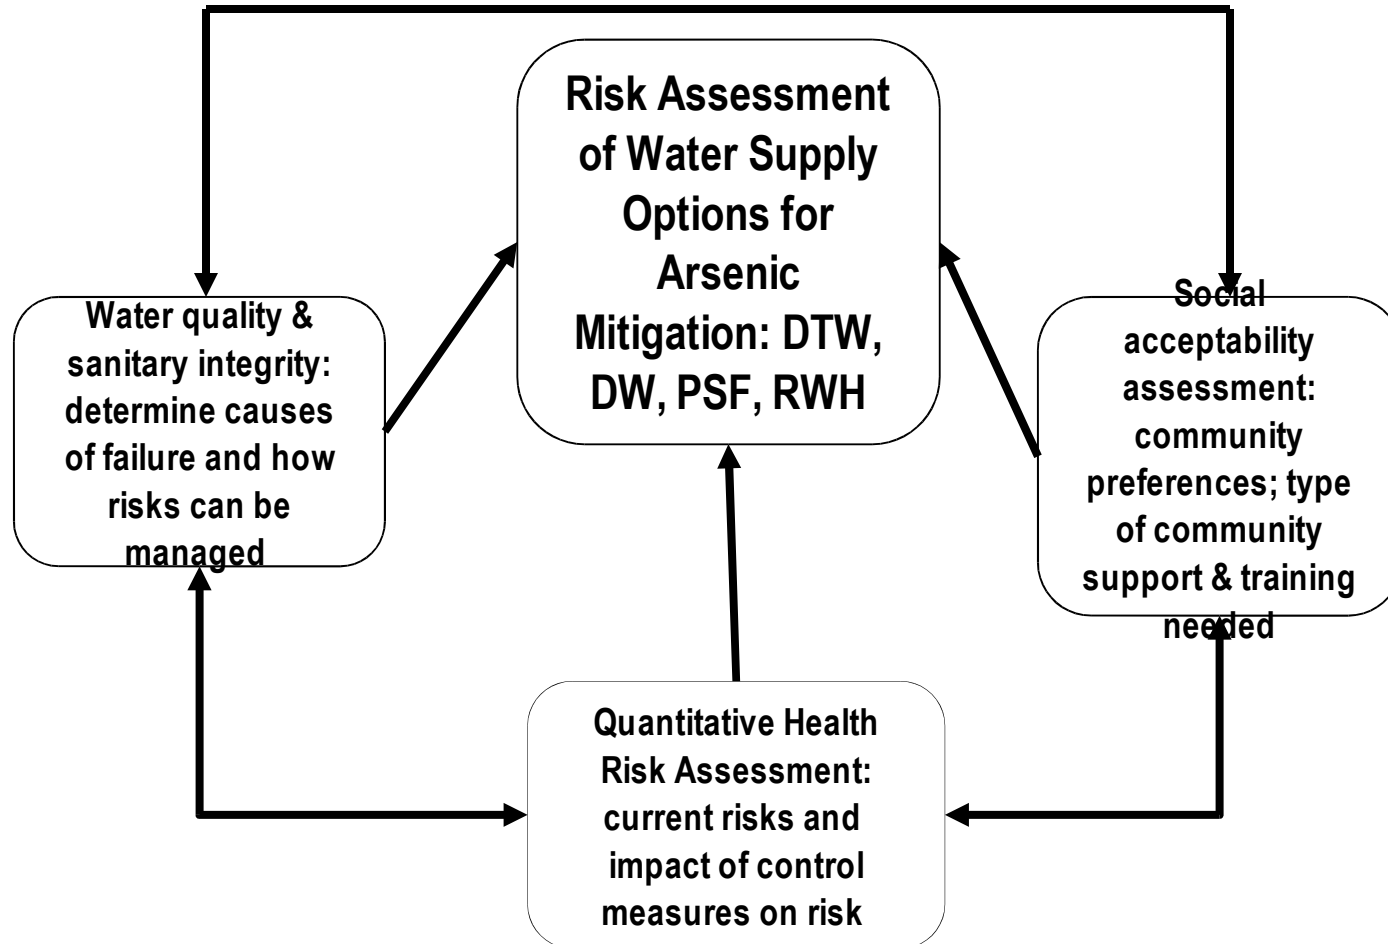 Risk Assessment
of Water Supply
Options for
Arsenic
Mitigation: DTW,
DW, PSF, RWH
Water quality &
sanitary integrity:
determine causes
of failure and how
risks can be
managed
Social
acceptability
assessment:
community
preferences; type
of community
support & training
needed
Quantitative Health
Risk Assessment:
current risks and
impact of control
measures on risk